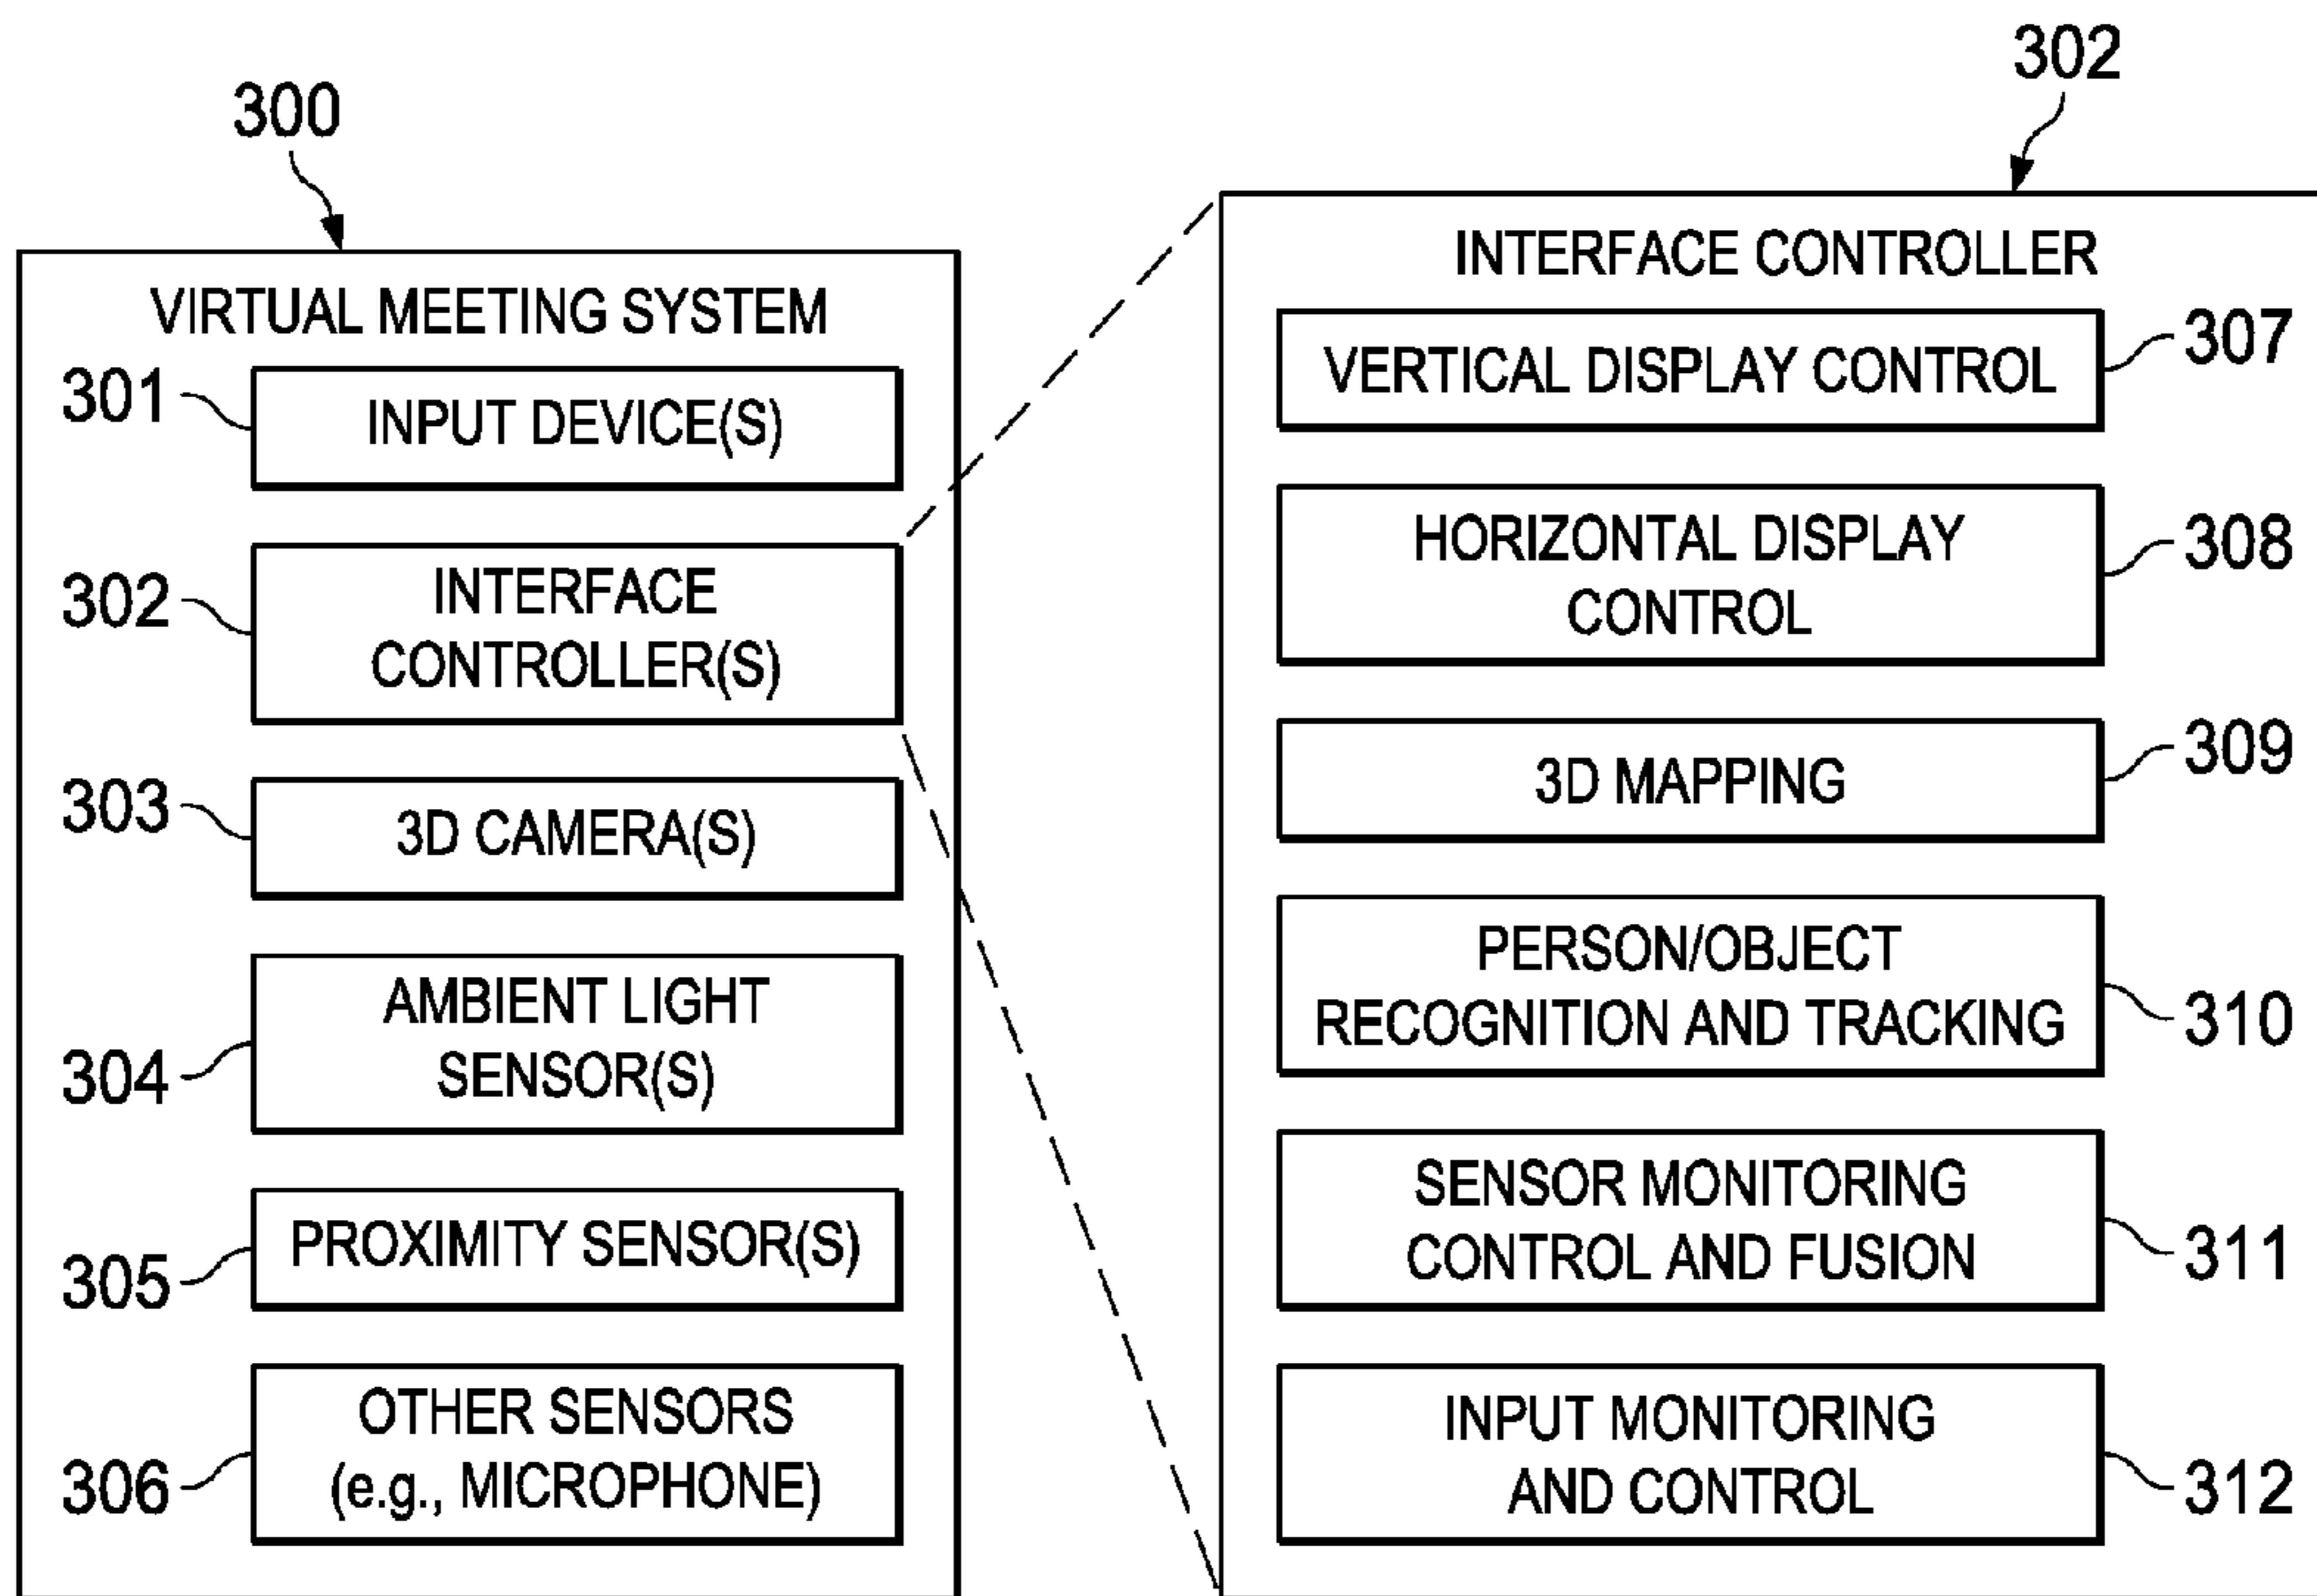 300
VIRTUAL MEETING SYSTEM
301
INPUT DEVICE(S)
302
INTERFACE
CONTROLLER(S)
303
3D CAMERA(S)
304
AMBIENT LIGHT
SENSOR(S)
305
PROXIMITY SENSOR(S)
306
OTHER SENSORS
(e.g., MICROPHONE)
302
INTERFACE CONTROLLER
VERTICAL DISPLAY CONTROL
307
HORIZONTAL DISPLAY
CONTROL
308
3D MAPPING
309
PERSON/OBJECT
RECOGNITION AND TRACKING
310
SENSOR MONITORING
CONTROL AND FUSION
311
INPUT MONITORING
AND CONTROL
312